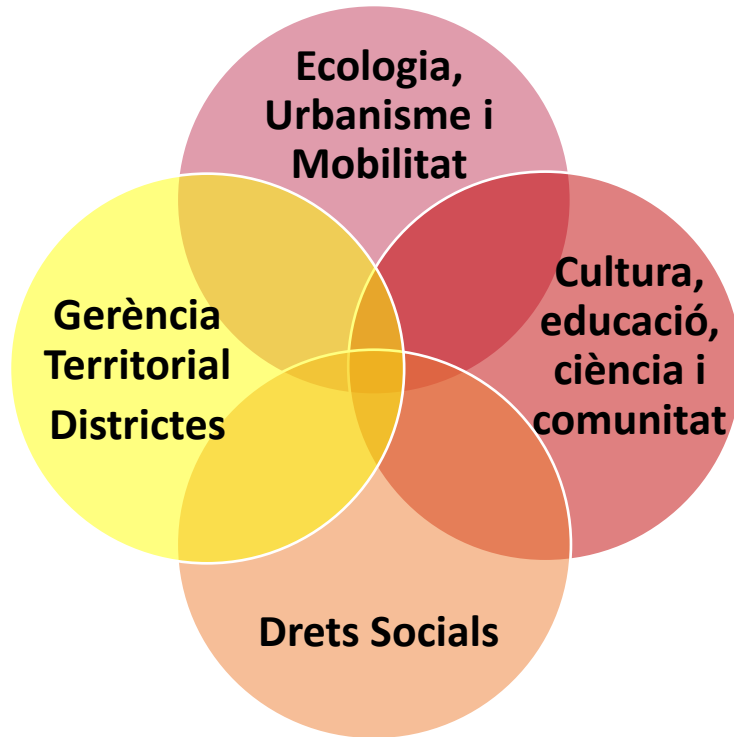 Ecologia,
Urbanisme i
Mobilitat
Gerència
Territorial
Districtes
Cultura,
educació,
ciència i
comunitat
Drets Socials